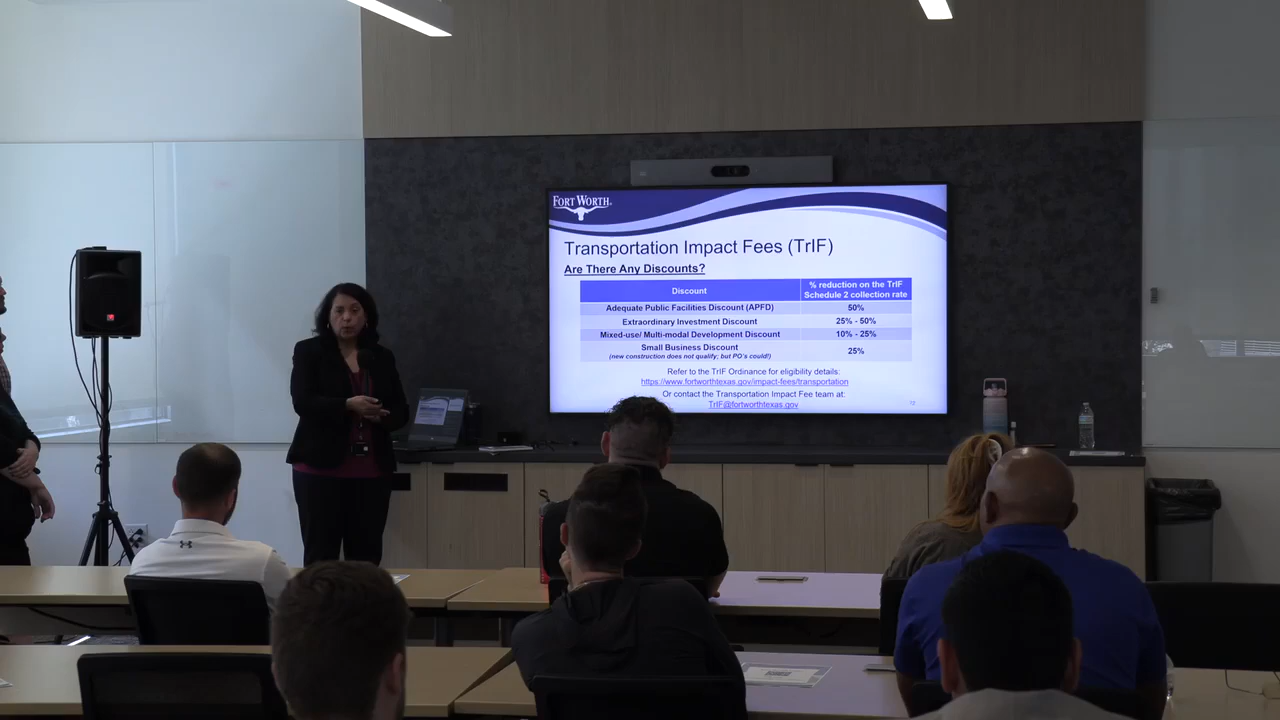 FORT WORTH®
Transportation Impact Fees (TrIF)
Are There Any Discounts?
Discount
% reduction on the TrIF
Schedule 2 collection rate
Adequate Public Facilities Discount (APFD)
50%
Extraordinary Investment Discount
25% - 50%
Mixed-use/ Multi-modal Development Discount
10% - 25%
Small Business Discount
(new construction does not qualify; but PO's could!)
25%
Refer to the TrIF Ordinance for eligibility details:
https://www.fortworthtexas.gov/impact-fees/transportation
Or contact the Transportation Impact Fee team at:
TrIF@fortworthtexas.gov
12